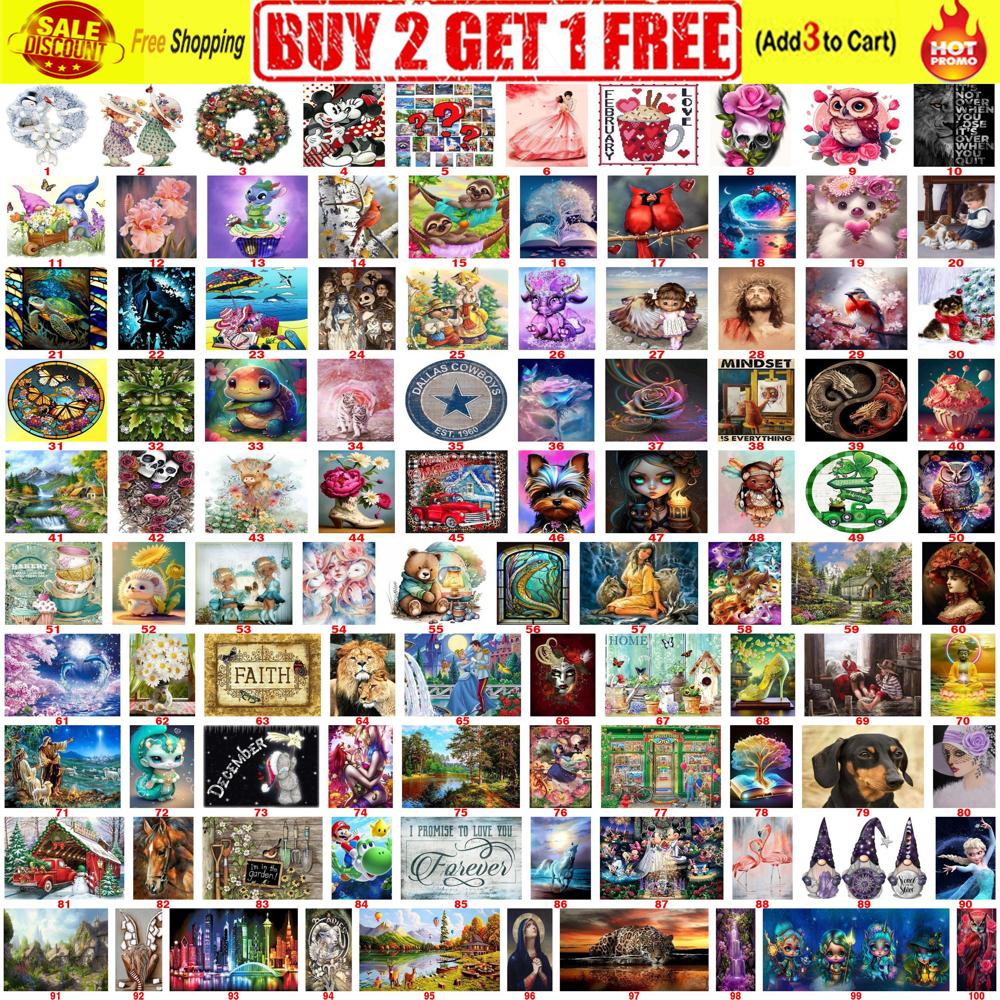 SALE DISCOUNT Free Shopping BUY 2 GET 1 FREE (Add 3 to Cart) HOT PROMO
FEBRUARY LOVE
IT'S NOT OVER WHEN YOU LOSE IT'S OVER WHEN YOU QUIT
1 2 3 4 5 6 7 8 9 10
11 12 13 14 15 16 17 18 19 20
21 22 23 24 25 26 27 28 29 30
MINDSET IS EVERYTHING
DALLAS COWBOYS EST. 1960
31 32 33 34 35 36 37 38 39 40
41 42 43 44 45 46 47 48 49 50
BAKERY
51 52 53 54 55 56 57 58 59 60
FAITH
HOME
61 62 63 64 65 66 67 68 69 70
DECEMBER
71 72 73 74 75 76 77 78 79 80
I'm in the garden!
I PROMISE TO LOVE YOU
Forever
81 82 83 84 85 86 87 88 89 90
91 92 93 94 95 96 97 98 99 100